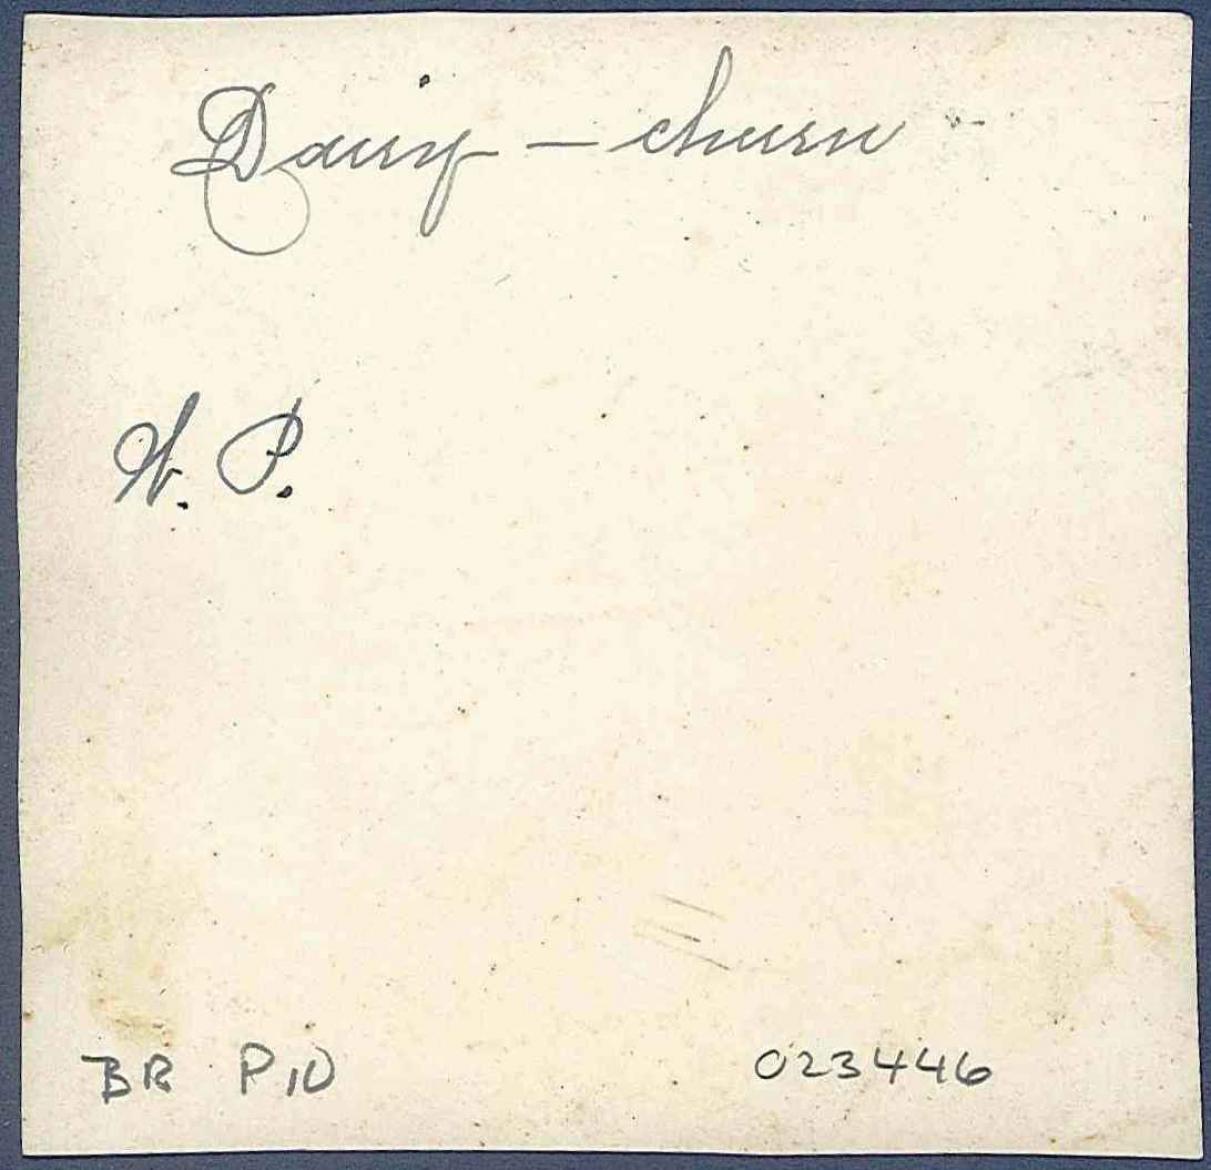 Dairy — churn
W. P.
BR P10 023446